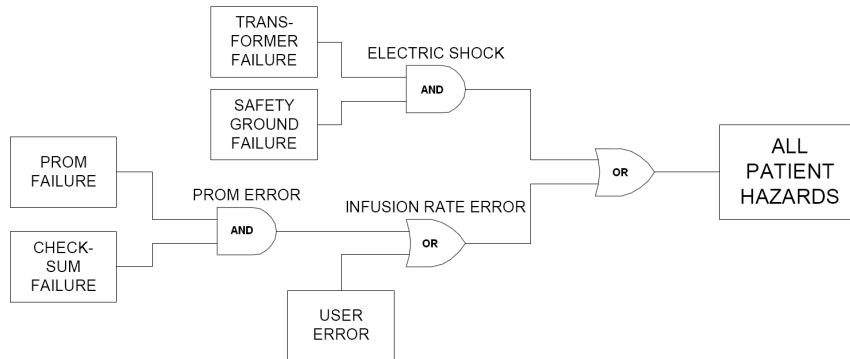 TRANS-
FORMER
FAILURE
ELECTRIC SHOCK
AND
SAFETY
GROUND
FAILURE
ALL
PATIENT
HAZARDS
OR
PROM
FAILURE
PROM ERROR
INFUSION RATE ERROR
AND
OR
CHECK-
SUM
FAILURE
USER
ERROR